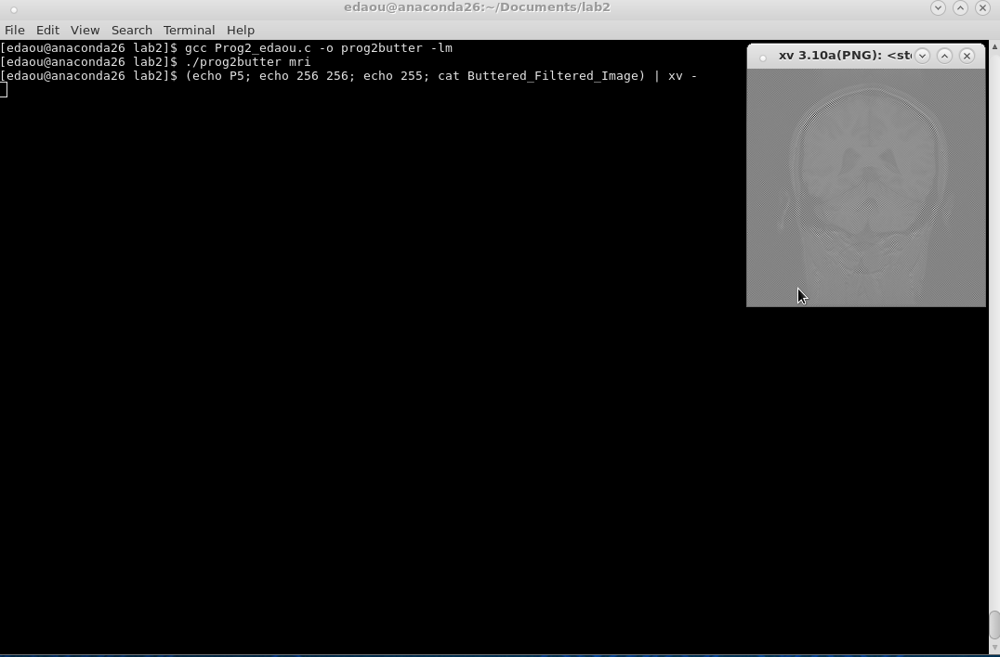 edaou@anaconda26:~/Documents/lab2
File Edit View Search Terminal Help
[edaou@anaconda26 lab2]$ gcc Prog2_edaou.c -o prog2butter -lm
[edaou@anaconda26 lab2]$ ./prog2butter mri
[edaou@anaconda26 lab2]$ (echo P5; echo 256 256; echo 255; cat Buttered_Filtered_Image) | xv -
xv 3.10a(PNG): <st